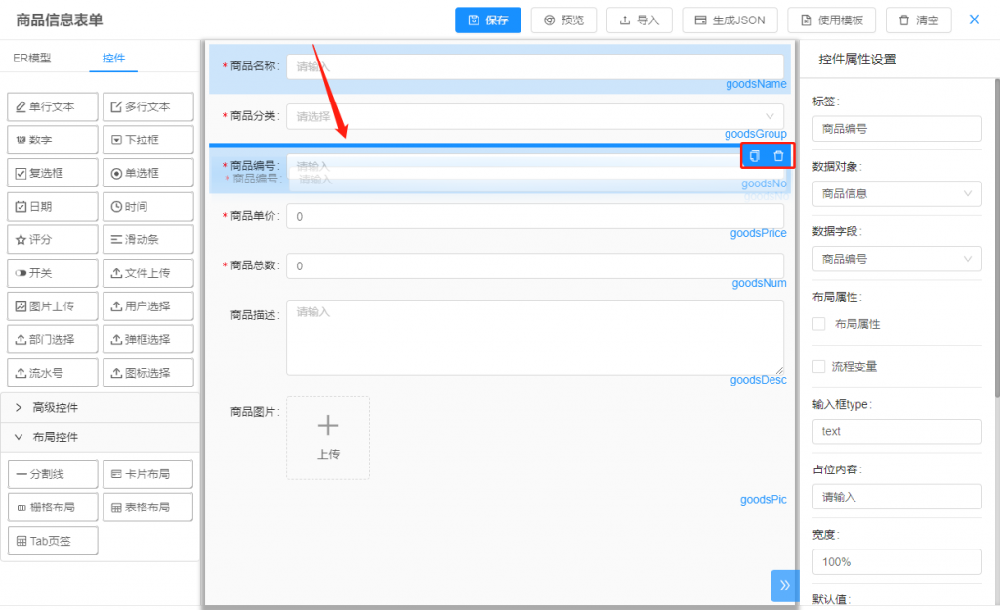 商品信息表单
保存
预览
导入
生成JSON
使用模板
清空
X
ER模型
控件
单行文本
多行文本
数字
下拉框
复选框
单选框
日期
时间
评分
滑动条
开关
文件上传
图片上传
用户选择
部门选择
弹框选择
流水号
图标选择
高级控件
布局控件
分割线
卡片布局
栅格布局
表格布局
Tab页签
* 商品名称:
请输入
goodsName
* 商品分类:
请选择
goodsGroup
* 商品编号:
请输入
* 商品编号:
请输入
goodsNo
goodsNo
* 商品单价:
0
goodsPrice
* 商品总数:
0
goodsNum
商品描述:
请输入
goodsDesc
商品图片:
上传
goodsPic
控件属性设置
标签:
商品编号
数据对象:
商品信息
数据字段:
商品编号
布局属性:
布局属性
流程变量
输入框type:
text
占位内容:
请输入
宽度:
100%
默认值: